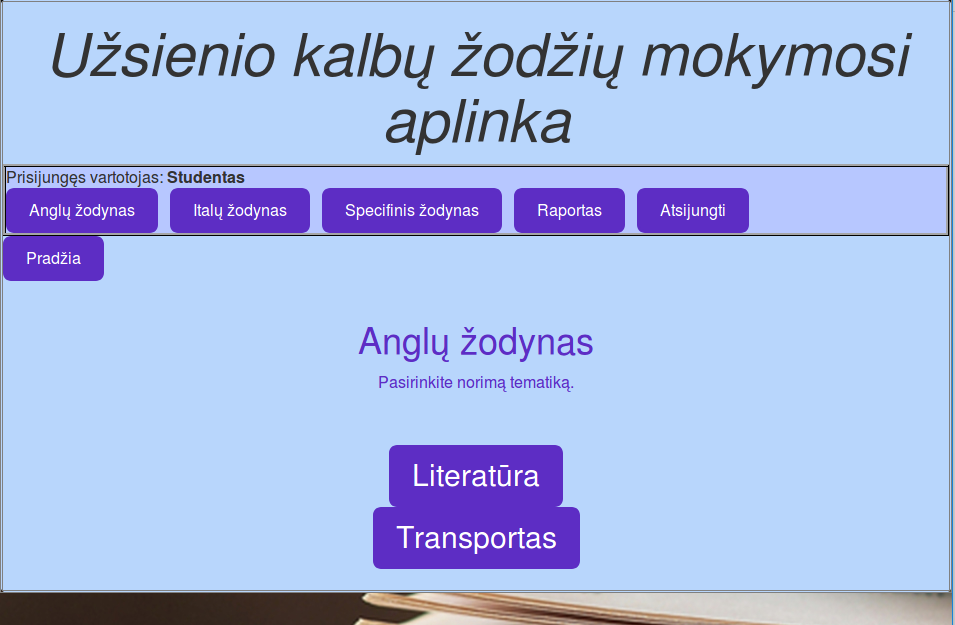 Užsienio kalbų žodžių mokymosi
aplinka
Prisijungęs vartotojas: Studentas
Anglų žodynas Italų žodynas Specifinis žodynas Raportas Atsijungti
Pradžia
Anglų žodynas
Pasirinkite norimą tematiką.
Literatūra
Transportas